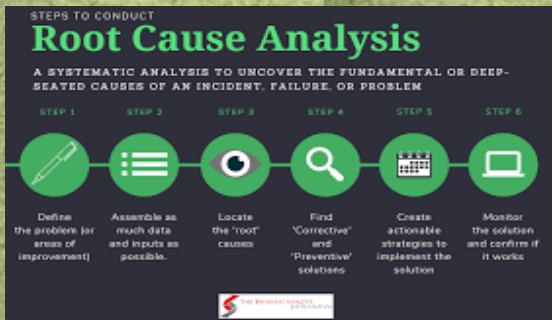 STEPS TO CONDUCT
Root Cause Analysis
A SYSTEMATIC ANALYSIS TO UNCOVER THE FUNDAMENTAL OR DEEP-
SEATED CAUSES OF AN INCIDENT, FAILURE, OR PROBLEM
STEP 1
STEP 2
STEP 3
STEP 4
STEP 5
STEP 6
Define
the problem (or
areas of
improvement)
Assemble as
much data
and inputs as
possible.
Locate
the "root"
causes
Find
'Corrective'
and
'Preventive'
solutions
Create
actionable
strategies to
implement the
solution
Monitor
the solution
and confirm if
it works
THE BUSINESS ANALYST